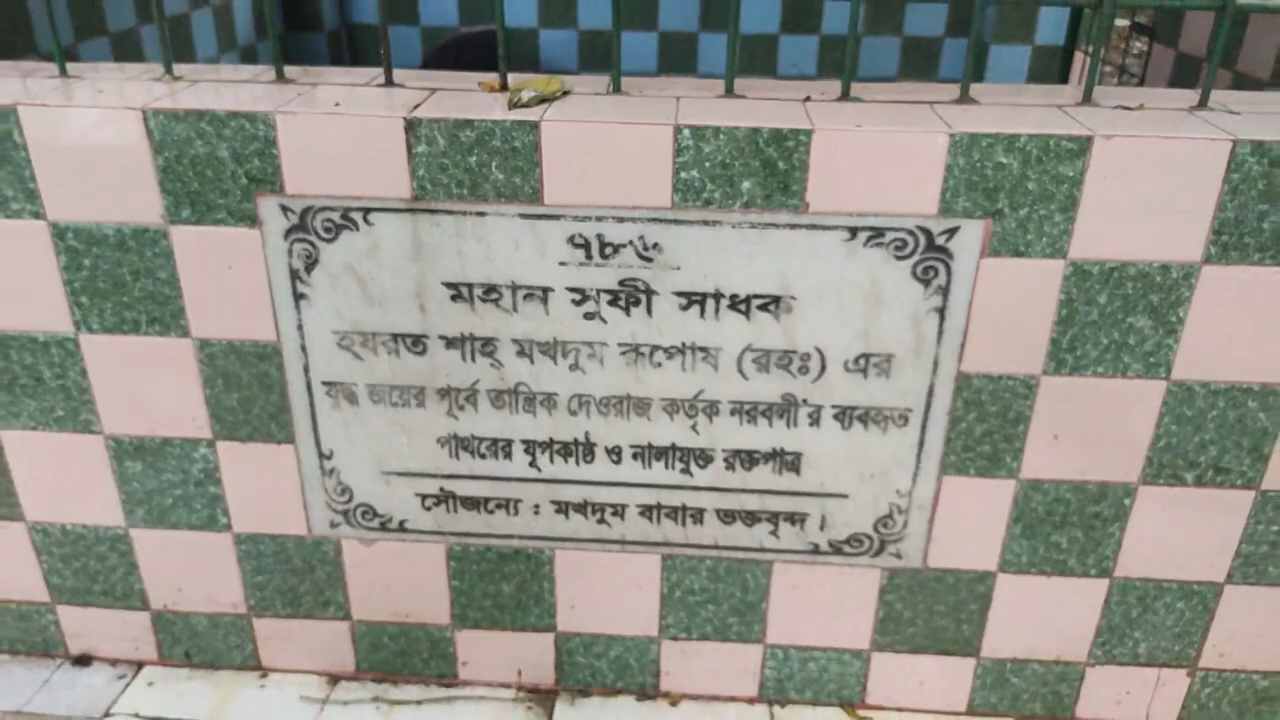 ৭৮৬
মহান সুফী সাধক
হযরত শাহ্ মখদুম রূপোষ (রহঃ) এর
যুদ্ধ জয়ের পূর্বে তান্ত্রিক দেওরাজ কর্তৃক নরবলী'র ব্যবহৃত
পাথরের যূপকাষ্ঠ ও নালাযুক্ত রক্তপাত্র
সৌজন্যে : মখদুম বাবার ভক্তবৃন্দ।